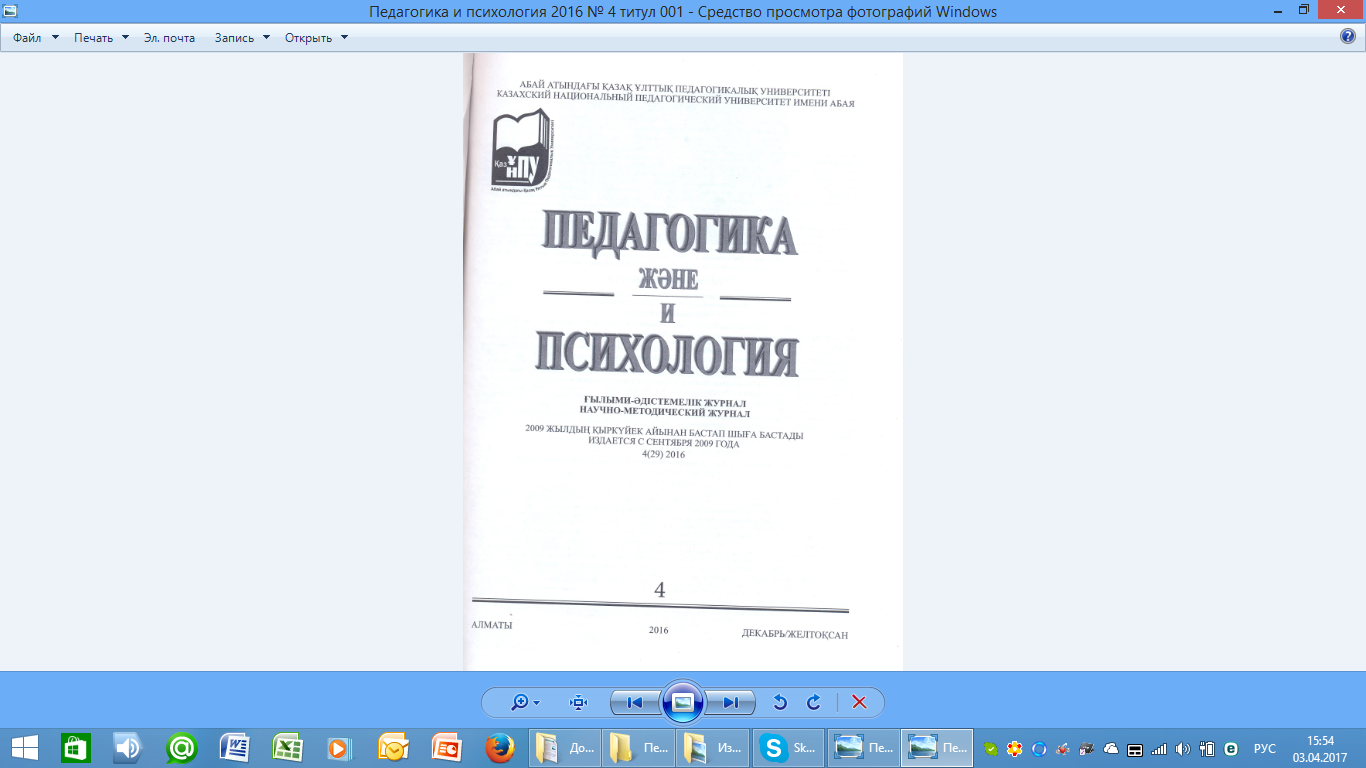 Педагогика и психология 2016 № 4 титул 001 - Средство просмотра фотографий Windows
Файл Печать Эл. почта Запись Открыть
АБАЙ АТЫНДАҒЫ ҚАЗАҚ ҰЛТТЫҚ ПЕДАГОГИКАЛЫҚ УНИВЕРСИТЕТІ
КАЗАХСКИЙ НАЦИОНАЛЬНЫЙ ПЕДАГОГИЧЕСКИЙ УНИВЕРСИТЕТ ИМЕНИ АБАЯ
ҚазҰНПУ
ПЕДАГОГИКА
ЖӘНЕ
И
ПСИХОЛОГИЯ
ҒЫЛЫМИ-ӘДІСТЕМЕЛІК ЖУРНАЛ
НАУЧНО-МЕТОДИЧЕСКИЙ ЖУРНАЛ
2009 ЖЫЛДЫҢ ҚЫРКҮЙЕК АЙЫНАН БАСТАП ШЫҒА БАСТАДЫ
ИЗДАЕТСЯ С СЕНТЯБРЯ 2009 ГОДА
4(29) 2016
4
АЛМАТЫ 2016 ДЕКАБРЬ/ЖЕЛТОҚСАН
До... Пе... Из... Sk... Пе... Пе... РУС 15:54
03.04.2017